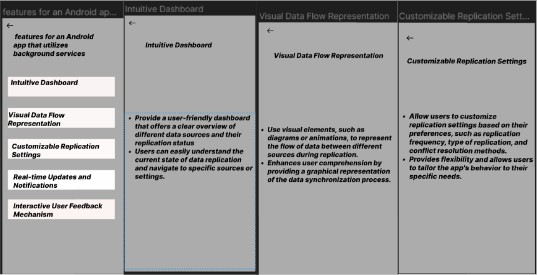 features for an Android ap...
←
features for an Android
app that utilizes
background services
Intuitive Dashboard
Visual Data Flow
Representation
Customizable Replication
Settings
Real-time Updates and
Notifications
Interactive User Feedback
Mechanism
Intuitive Dashboard
←
Intuitive Dashboard
• Provide a user-friendly dashboard
that offers a clear overview of
different data sources and their
replication status
• Users can easily understand the
current state of data replication
and navigate to specific sources or
settings.
Visual Data Flow Representation
←
Visual Data Flow Representation
• Use visual elements, such as
diagrams or animations, to represent
the flow of data between different
sources during replication.
• Enhances user comprehension by
providing a graphical representation
of the data synchronization process.
Customizable Replication Sett...
←
Customizable Replication Settings
• Allow users to customize
replication settings based on their
preferences, such as replication
frequency, type of replication, and
conflict resolution methods.
• Provides flexibility and allows users
to tailor the app's behavior to their
specific needs.